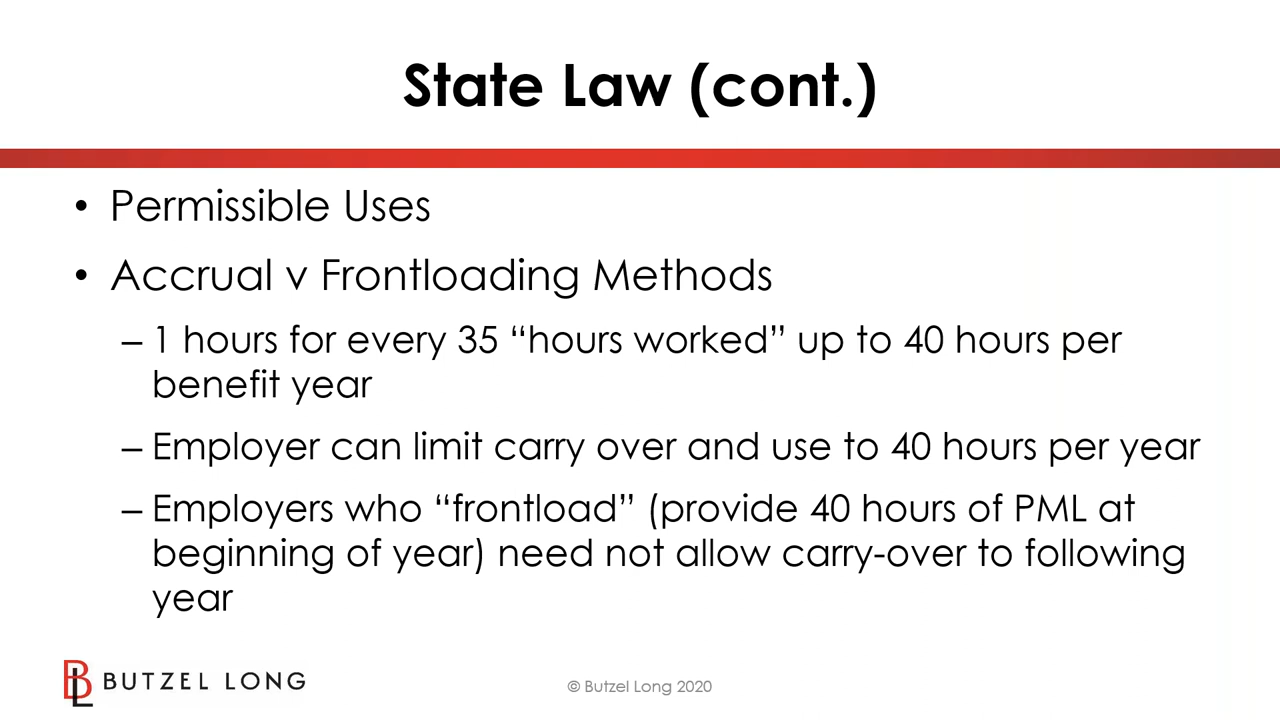 State Law (cont.)
• Permissible Uses
• Accrual v Frontloading Methods
– 1 hours for every 35 “hours worked” up to 40 hours per
benefit year
– Employer can limit carry over and use to 40 hours per year
– Employers who “frontload” (provide 40 hours of PML at
beginning of year) need not allow carry-over to following
year
BL BUTZEL LONG
© Butzel Long 2020